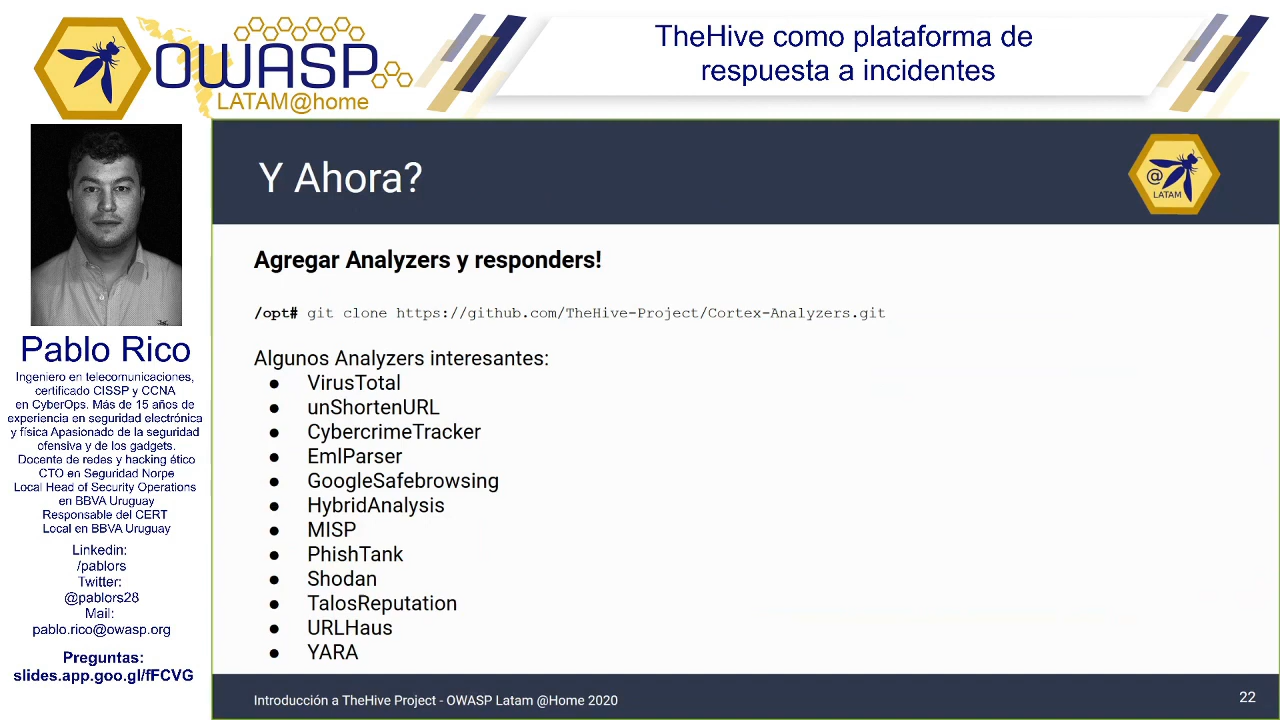 OWASP
LATAM@home
TheHive como plataforma de
respuesta a incidentes
Pablo Rico
Ingeniero en telecomunicaciones,
certificado CISSP y CCNA
en CyberOps. Más de 15 años de
experiencia en seguridad electrónica
y física Apasionado de la seguridad
ofensiva y de los gadgets.
Docente de redes y hacking ético
CTO en Seguridad Norpe
Local Head of Security Operations
en BBVA Uruguay
Responsable del CERT
Local en BBVA Uruguay
Linkedin:
/pablors
Twitter:
@pablors28
Mail:
pablo.rico@owasp.org
Preguntas:
slides.app.goo.gl/fFCVG
Y Ahora?
@
LATAM
Agregar Analyzers y responders!
/opt# git clone https://github.com/TheHive-Project/Cortex-Analyzers.git
Algunos Analyzers interesantes:
● VirusTotal
● unShortenURL
● CybercrimeTracker
● EmlParser
● GoogleSafebrowsing
● HybridAnalysis
● MISP
● PhishTank
● Shodan
● TalosReputation
● URLHaus
● YARA
Introducción a TheHive Project - OWASP Latam @Home 2020
22